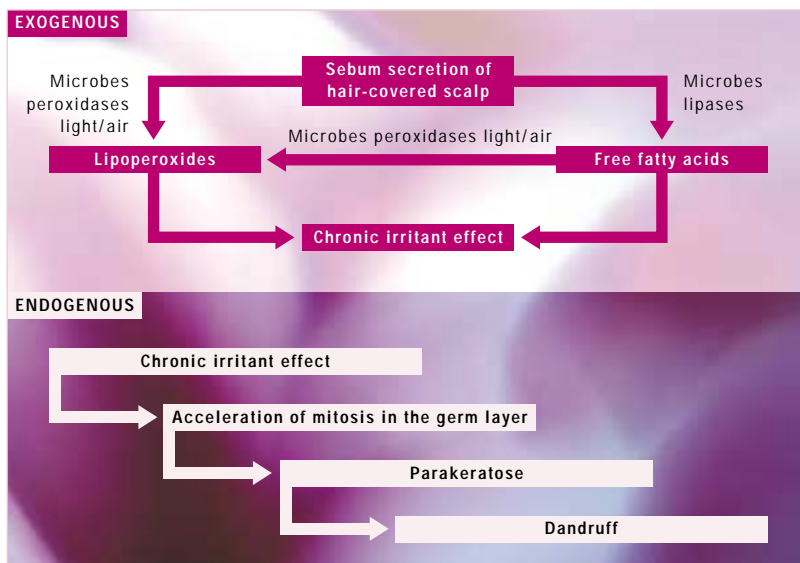 EXOGENOUS
Sebum secretion of
hair-covered scalp
Microbes
peroxidases
light/air
Microbes
lipases
Microbes peroxidases light/air
Lipoperoxides
Free fatty acids
Chronic irritant effect
ENDOGENOUS
Chronic irritant effect
Acceleration of mitosis in the germ layer
Parakeratose
Dandruff